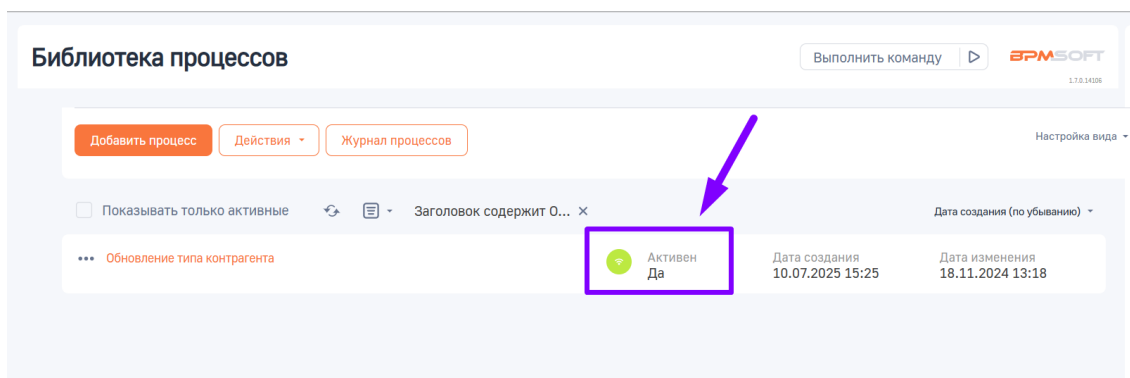 Библиотека процессов
Выполнить команду
BPMSOFT
1.7.0.14106
Добавить процесс
Действия
Журнал процессов
Настройка вида
Показывать только активные
Заголовок содержит О...
Дата создания (по убыванию)
Обновление типа контрагента
Активен
Да
Дата создания
10.07.2025 15:25
Дата изменения
18.11.2024 13:18